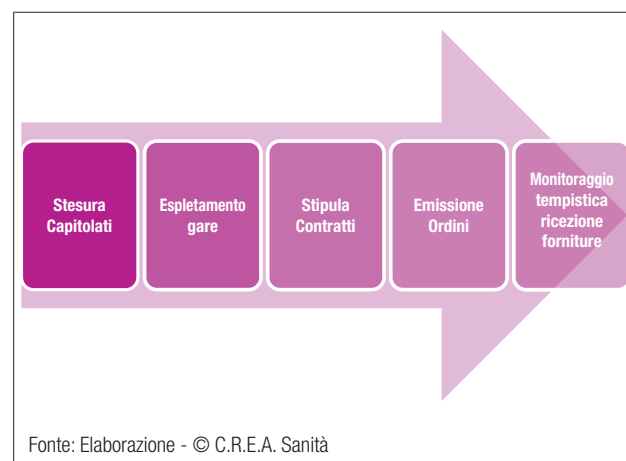 Stesura
Capitolati
Espletamento
gare
Stipula
Contratti
Emissione
Ordini
Monitoraggio
tempistica
ricezione
forniture
Fonte: Elaborazione - © C.R.E.A. Sanità